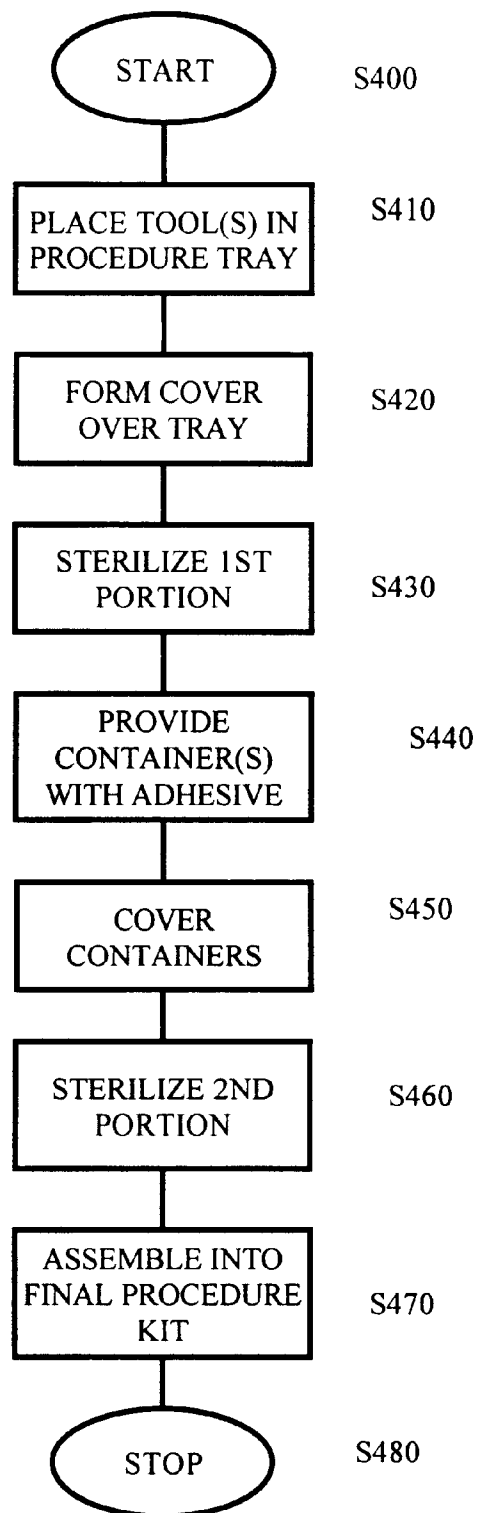 START
S400
PLACE TOOL(S) IN
PROCEDURE TRAY
S410
FORM COVER
OVER TRAY
S420
STERILIZE 1ST
PORTION
S430
PROVIDE
CONTAINER(S)
WITH ADHESIVE
S440
COVER
CONTAINERS
S450
STERILIZE 2ND
PORTION
S460
ASSEMBLE INTO
FINAL PROCEDURE
KIT
S470
STOP
S480